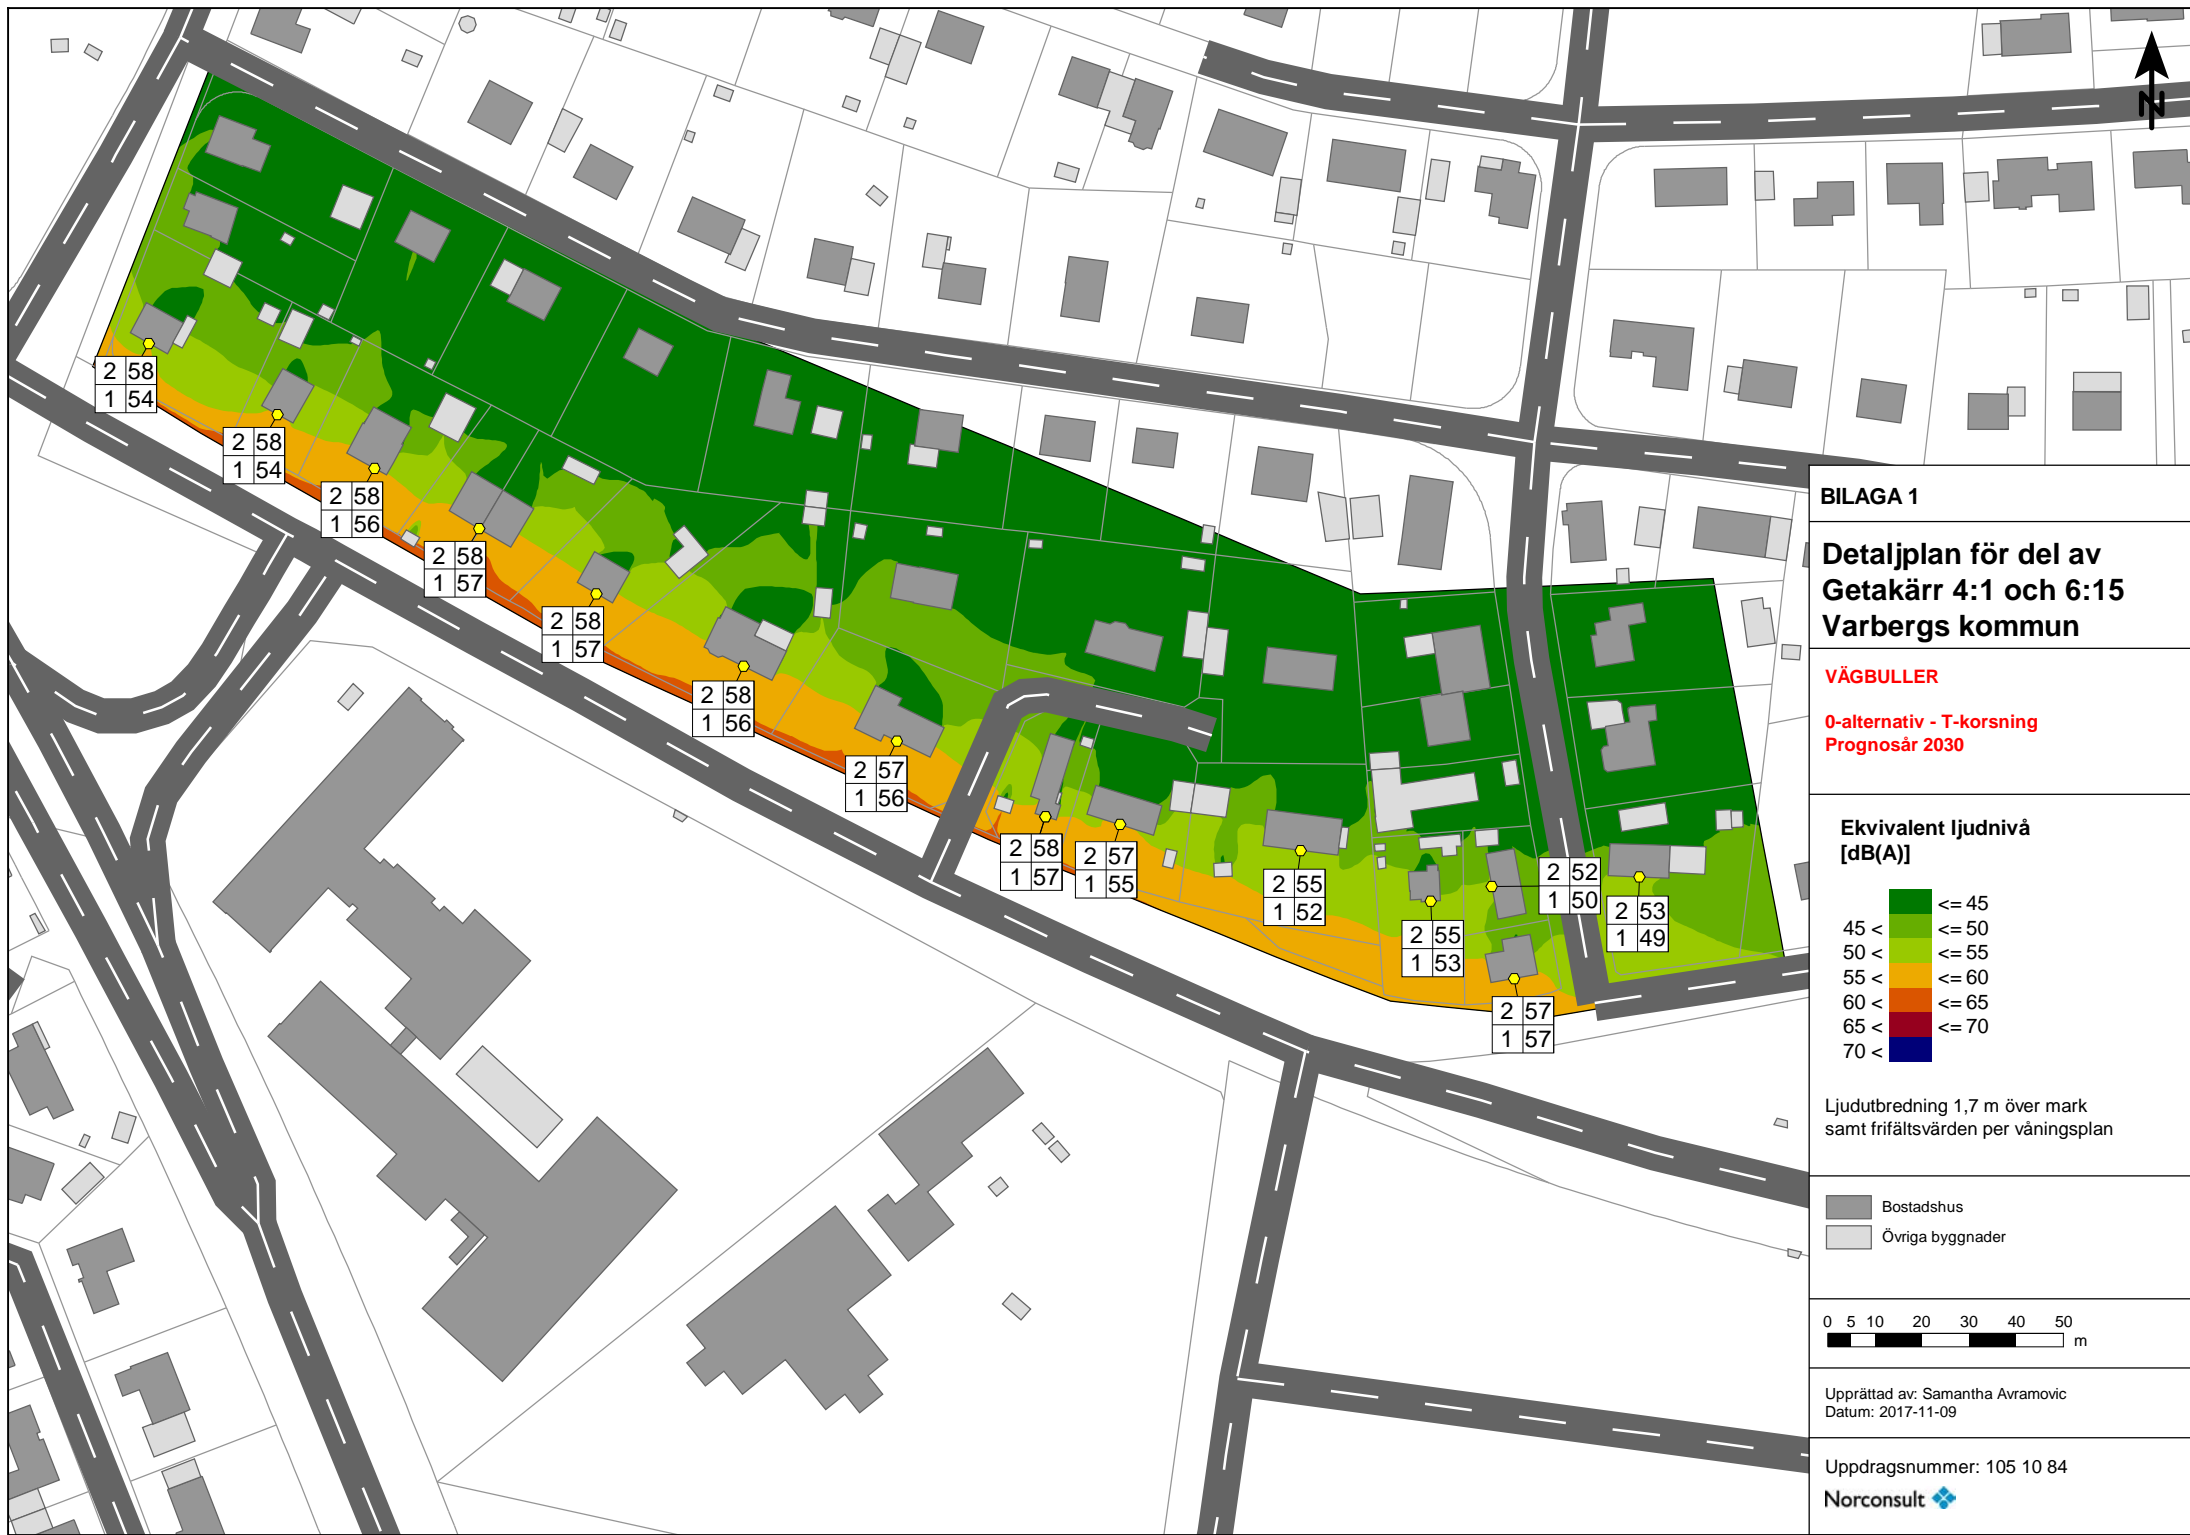 N
2 58
1 54
2 58
1 54
2 58
1 56
2 58
1 57
2 58
1 57
2 58
1 56
2 57
1 56
2 58
1 57
2 57
1 55
2 55
1 52
2 55
1 53
2 52
1 50
2 53
1 49
2 57
1 57
BILAGA 1
Detaljplan för del av
Getakärr 4:1 och 6:15
Varbergs kommun
VÄGBULLER
0-alternativ - T-korsning
Prognosår 2030
Ekvivalent ljudnivå
[dB(A)]
<= 45
45 < <= 50
50 < <= 55
55 < <= 60
60 < <= 65
65 < <= 70
70 <
Ljudutbredning 1,7 m över mark
samt frifältsvärden per våningsplan
Bostadshus
Övriga byggnader
0 5 10 20 30 40 50
m
Upprättad av: Samantha Avramovic
Datum: 2017-11-09
Uppdragsnummer: 105 10 84
Norconsult